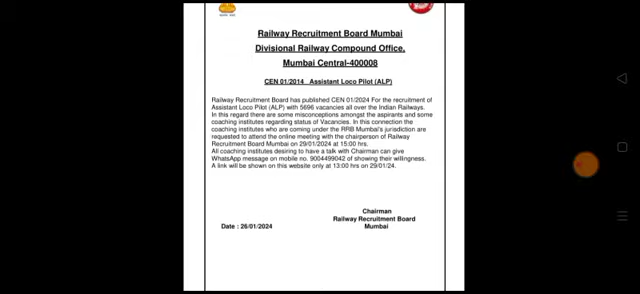 Railway Recruitment Board Mumbai
Divisional Railway Compound Office,
Mumbai Central-400008
CEN 01/2014 Assistant Loco Pilot (ALP)
Railway Recruitment Board has published CEN 01/2024 For the recruitment of
Assistant Loco Pilot (ALP) with 5696 vacancies all over the Indian Railways.
In this regard there are some misconceptions amongst the aspirants and some
coaching institutes regarding status of Vacancies. In this connection the
coaching institutes who are coming under the RRB Mumbai's jurisdiction are
requested to attend the online meeting with the chairperson of Railway
Recruitment Board Mumbai on 29/01/2024 at 15:00 hrs.
All coaching institutes desiring to have a talk with Chairman can give
WhatsApp message on mobile no. 9004499042 of showing their willingness.
A link will be shown on this website only at 13:00 hrs on 29/01/24.
Chairman
Railway Recruitment Board
Date : 26/01/2024 Mumbai